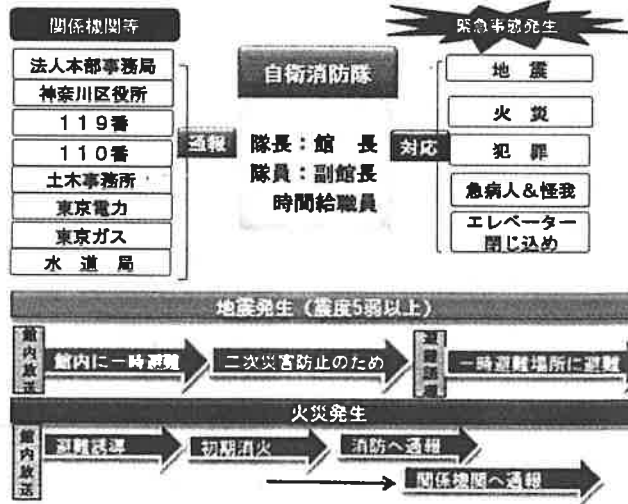 関係機関等
法人本部事務局
神奈川区役所
119番
110番
土木事務所
東京電力
東京ガス
水道局
通報
自衛消防隊
隊長：館　長
隊員：副館長
時間給職員
対応
緊急事態発生
地　震
火　災
犯　罪
急病人＆怪我
エレベーター
閉じ込め
地震発生（震度5弱以上）
館内放送
館内に一時避難
二次災害防止のため
避難誘導
一時避難場所に避難
火災発生
館内放送
避難誘導
初期消火
消防へ通報
関係機関へ通報